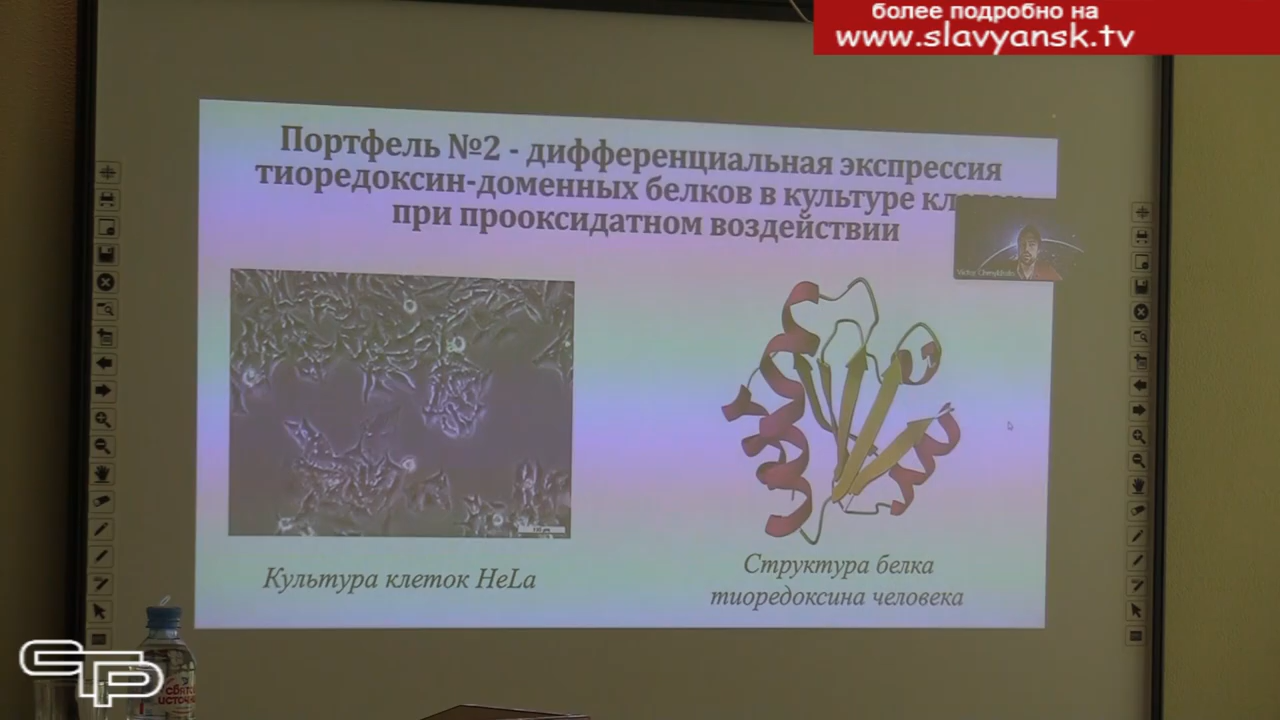 более подробно на
www.slavyansk.tv
Портфель №2 - дифференциальная экспрессия
тиоредоксин-доменных белков в культуре
при прооксидатном воздействии
Культура клеток HeLa
Структура белка
тиоредоксина человека
СТР